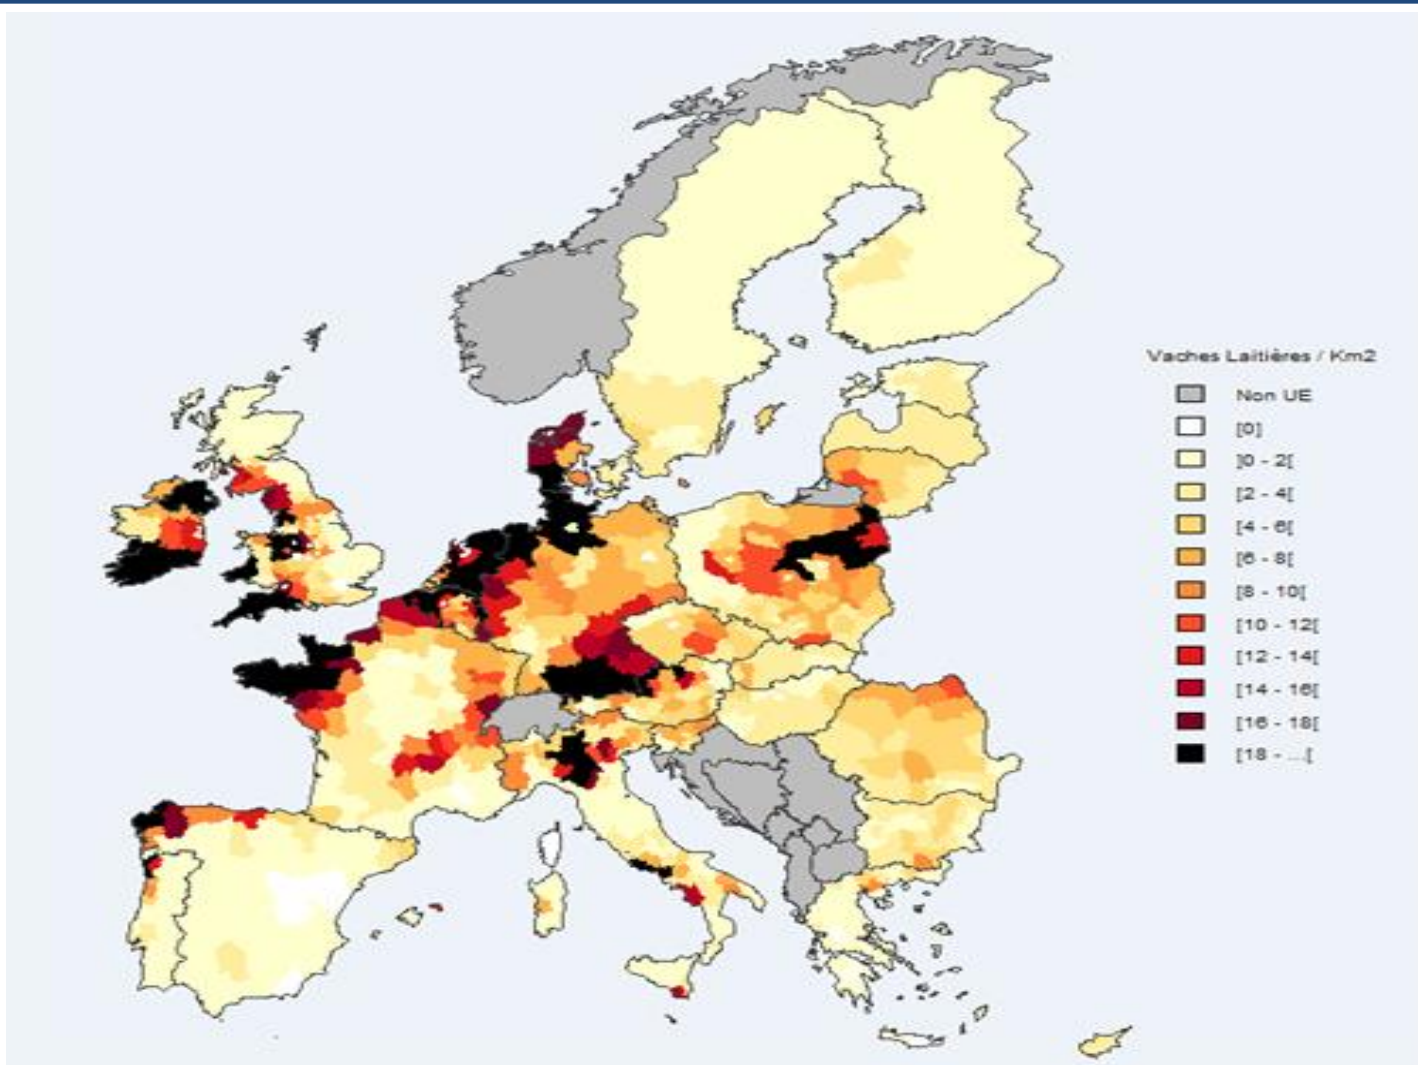 Vaches Laitières / Km2
Non UE
[0]
]0 - 2[
[2 - 4[
[4 - 6[
[6 - 8[
[8 - 10[
[10 - 12[
[12 - 14[
[14 - 16[
[16 - 18[
[18 - ...[